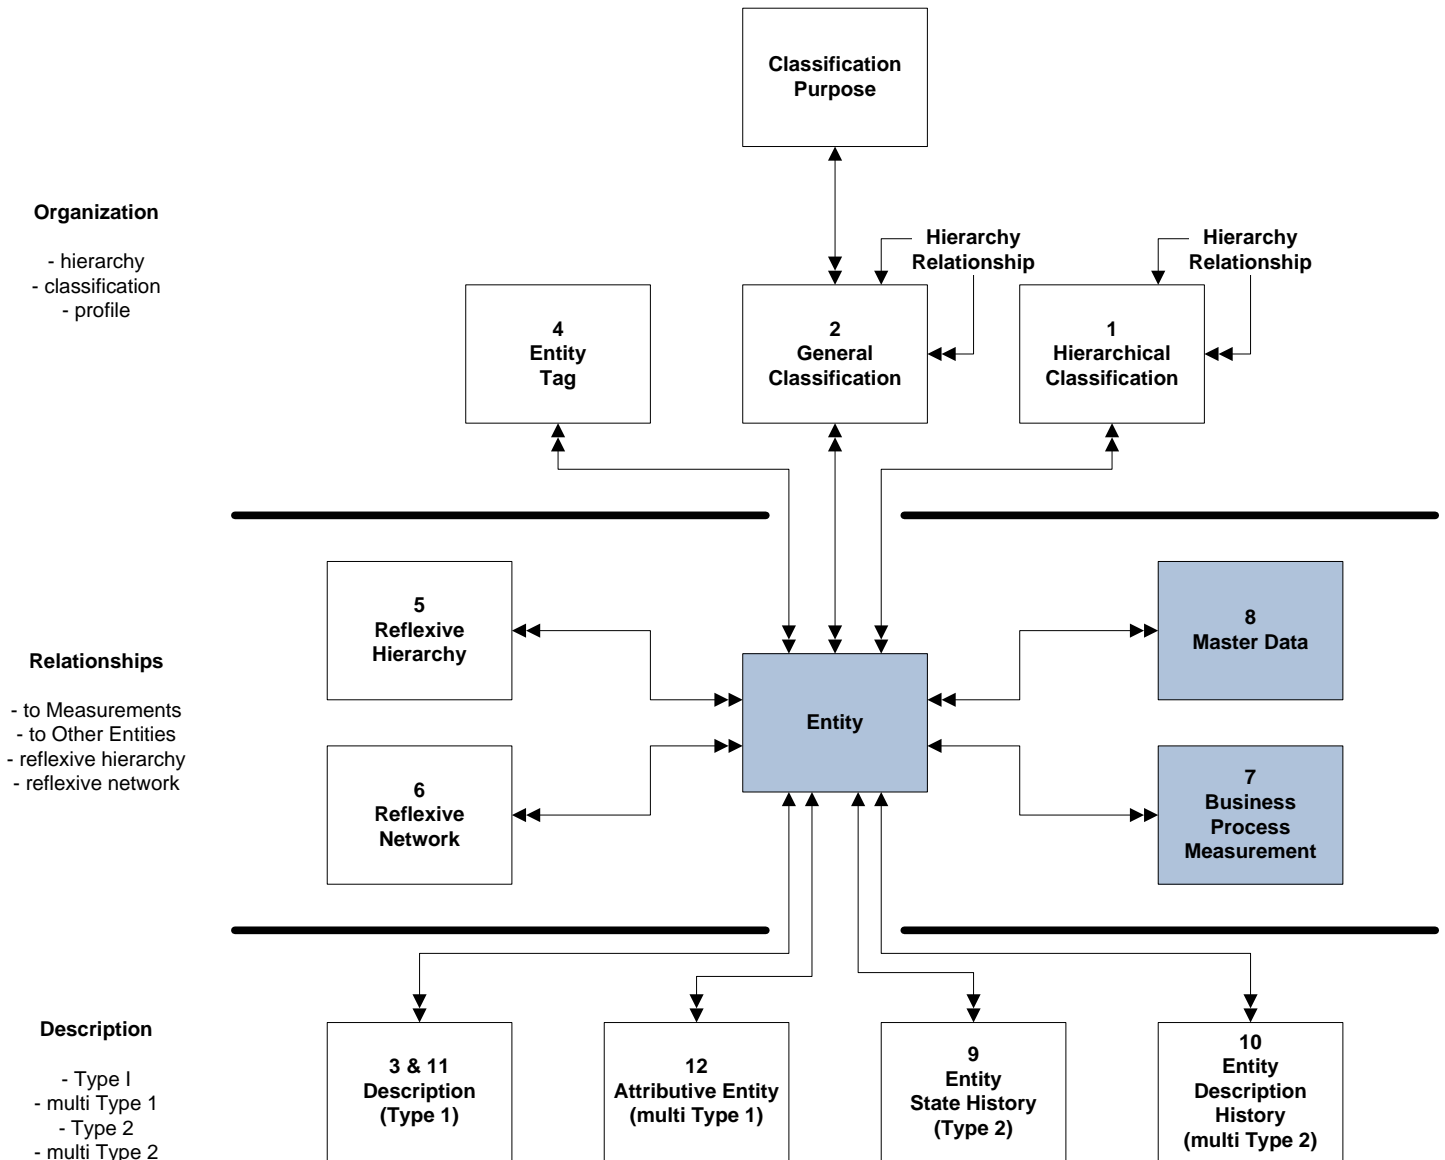 Classification
Purpose
Organization
- hierarchy
- classification
- profile
Hierarchy
Relationship
Hierarchy
Relationship
4
Entity
Tag
2
General
Classification
1
Hierarchical
Classification
Relationships
- to Measurements
- to Other Entities
- reflexive hierarchy
- reflexive network
5
Reflexive
Hierarchy
8
Master Data
Entity
6
Reflexive
Network
7
Business
Process
Measurement
Description
- Type I
- multi Type 1
- Type 2
- multi Type 2
3 & 11
Description
(Type 1)
12
Attributive Entity
(multi Type 1)
9
Entity
State History
(Type 2)
10
Entity
Description
History
(multi Type 2)